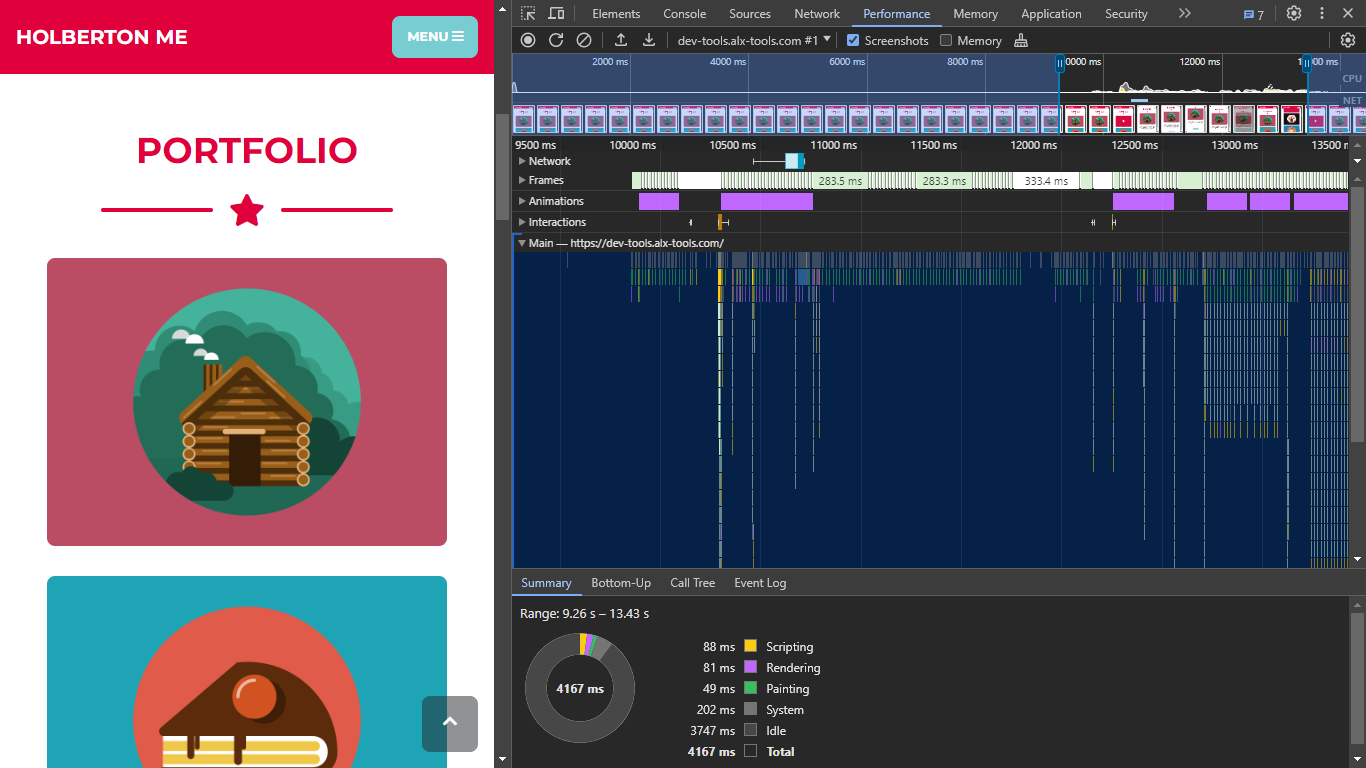 HOLBERTON ME
MENU
PORTFOLIO
Elements Console Sources Network Performance Memory Application Security 7
dev-tools.alx-tools.com #1 Screenshots Memory
2000 ms 4000 ms 6000 ms 8000 ms 0000 ms 12000 ms
CPU
NET
9500 ms 10000 ms 10500 ms 11000 ms 11500 ms 12000 ms 12500 ms 13000 ms 13500 
Network
Frames 283.5 ms 283.3 ms 333.4 ms
Animations
Interactions
Main — https://dev-tools.alx-tools.com/
Summary Bottom-Up Call Tree Event Log
Range: 9.26 s – 13.43 s
4167 ms
88 ms Scripting
81 ms Rendering
49 ms Painting
202 ms System
3747 ms Idle
4167 ms Total